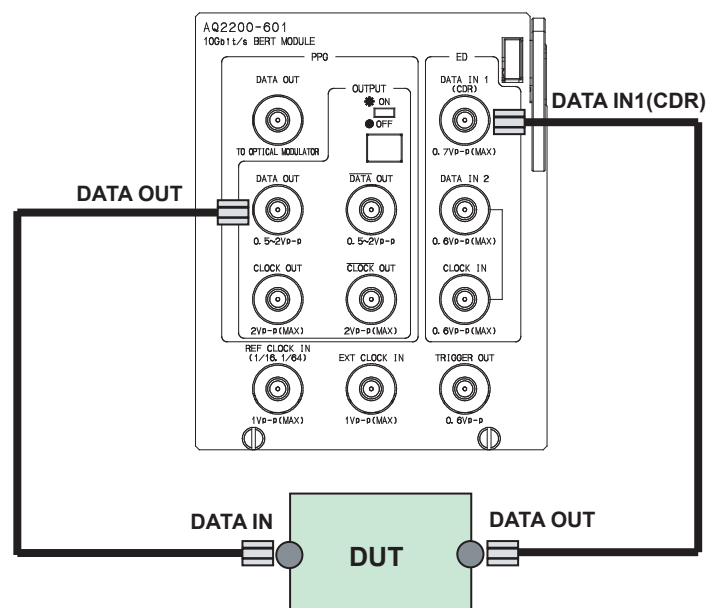 AQ2200-601
10Gbit/s BERT MODULE
PPG
ED
DATA OUT
OUTPUT
ON
OFF
DATA IN 1
(CDR)
DATA IN1(CDR)
TO OPTICAL MODULATOR
0.7Vp-p(MAX)
DATA OUT
DATA OUT
DATA OUT
DATA IN 2
0.5~2Vp-p
0.5~2Vp-p
0.6Vp-p(MAX)
CLOCK OUT
CLOCK OUT
CLOCK IN
2Vp-p(MAX)
2Vp-p(MAX)
0.6Vp-p(MAX)
REF CLOCK IN
(1/16, 1/64)
EXT CLOCK IN
TRIGGER OUT
1Vp-p(MAX)
1Vp-p(MAX)
0.6Vp-p
DATA IN
DATA OUT
DUT